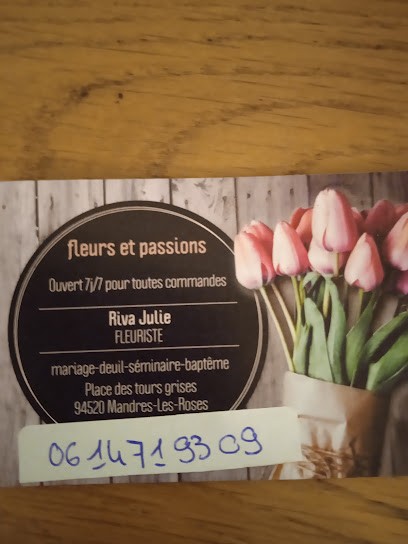 fleurs et passions
Ouvert 7j/7 pour toutes commandes
Riva Julie
FLEURISTE
mariage-deuil-séminaire-baptême
Place des tours grises
94520 Mandres-Les-Roses
06 14 71 93 09